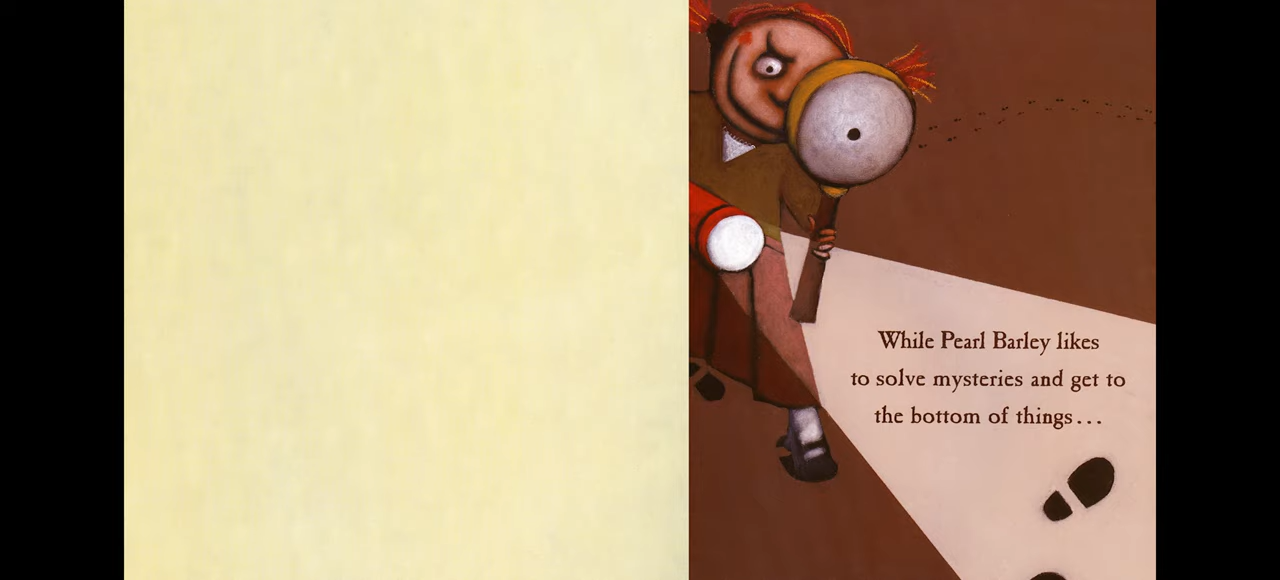 While Pearl Barley likes
to solve mysteries and get to
the bottom of things...